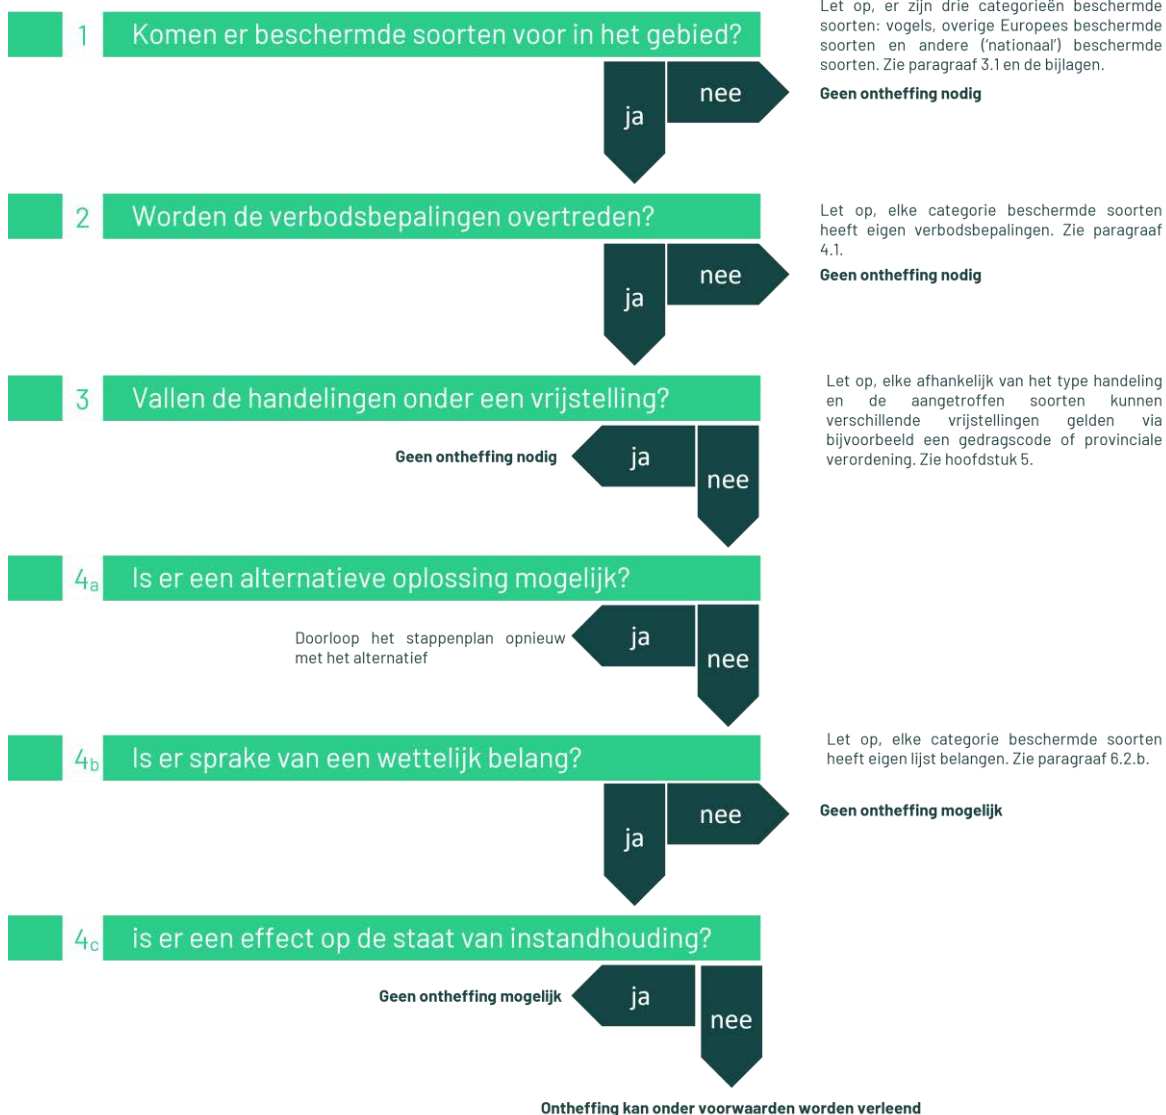 Let op, er zijn drie categorieën beschermde
soorten: vogels, overige Europees beschermde
soorten en andere (‘nationaal’) beschermde
soorten. Zie paragraaf 3.1 en de bijlagen.
1 Komen er beschermde soorten voor in het gebied?
nee
Geen ontheffing nodig
ja
2 Worden de verbodsbepalingen overtreden?
Let op, elke categorie beschermde soorten
heeft eigen verbodsbepalingen. Zie paragraaf
4.1.
nee
Geen ontheffing nodig
ja
3 Vallen de handelingen onder een vrijstelling?
Let op, elke afhankelijk van het type handeling
en de aangetroffen soorten kunnen
verschillende vrijstellingen gelden via
bijvoorbeeld een gedragscode of provinciale
verordening. Zie hoofdstuk 5.
Geen ontheffing nodig
ja
nee
4a Is er een alternatieve oplossing mogelijk?
Doorloop het stappenplan opnieuw
met het alternatief
ja
nee
4b Is er sprake van een wettelijk belang?
Let op, elke categorie beschermde soorten
heeft eigen lijst belangen. Zie paragraaf 6.2.b.
nee
Geen ontheffing mogelijk
ja
4c is er een effect op de staat van instandhouding?
Geen ontheffing mogelijk
ja
nee
Ontheffing kan onder voorwaarden worden verleend